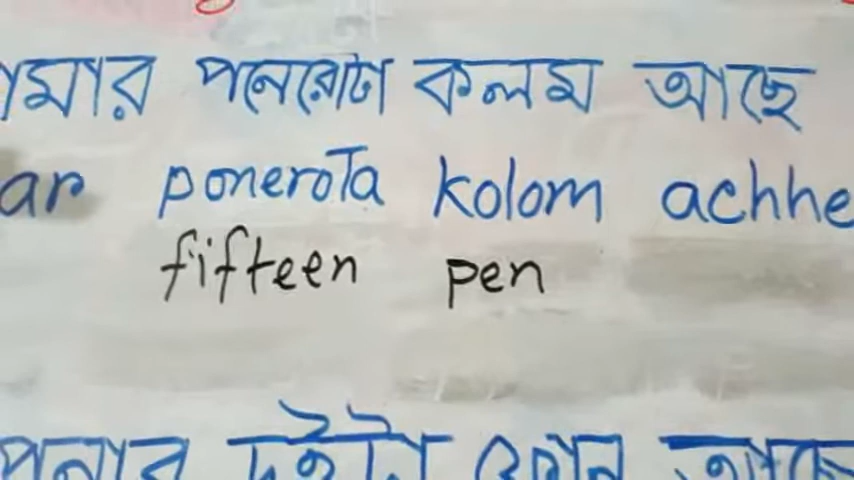 মার পনেরোটা কলম আছে
ar ponerota kolom achhe
fifteen pen